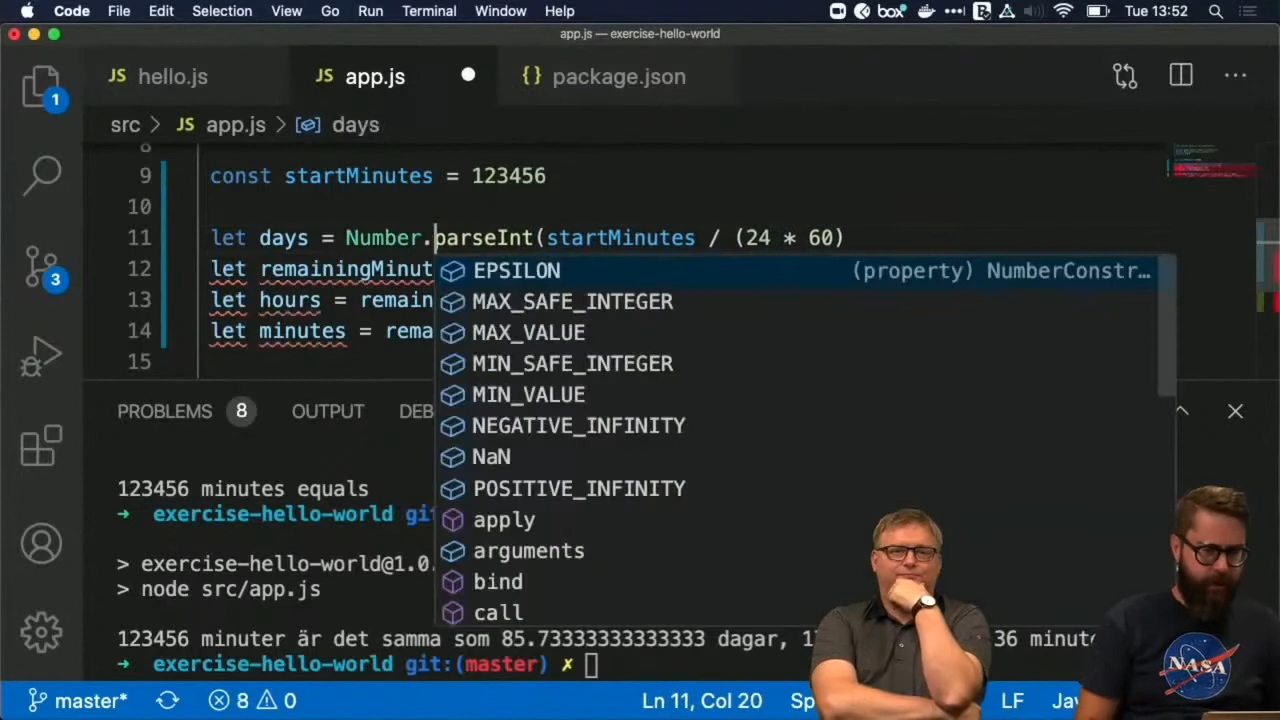 Code File Edit Selection View Go Run Terminal Window Help box Tue 13:52
app.js — exercise-hello-world
JS hello.js JS app.js {} package.json ...
1
src > JS app.js > days
8
9 const startMinutes = 123456
10
11 let days = Number.parseInt(startMinutes / (24 * 60)
12 let remainingMinut
13 let hours = remain
14 let minutes = rema
15
3
EPSILON (property) NumberConstr…
MAX_SAFE_INTEGER
MAX_VALUE
MIN_SAFE_INTEGER
MIN_VALUE
NEGATIVE_INFINITY
NaN
POSITIVE_INFINITY
apply
arguments
bind
call
PROBLEMS 8 OUTPUT DEB
123456 minutes equals
➜ exercise-hello-world git
> exercise-hello-world@1.0.
> node src/app.js
123456 minuter är det samma som 85.73333333333333 dagar, 1 36 minute
➜ exercise-hello-world git:(master) ✗
NASA
master* 8 0 Ln 11, Col 20 Sp LF Jav